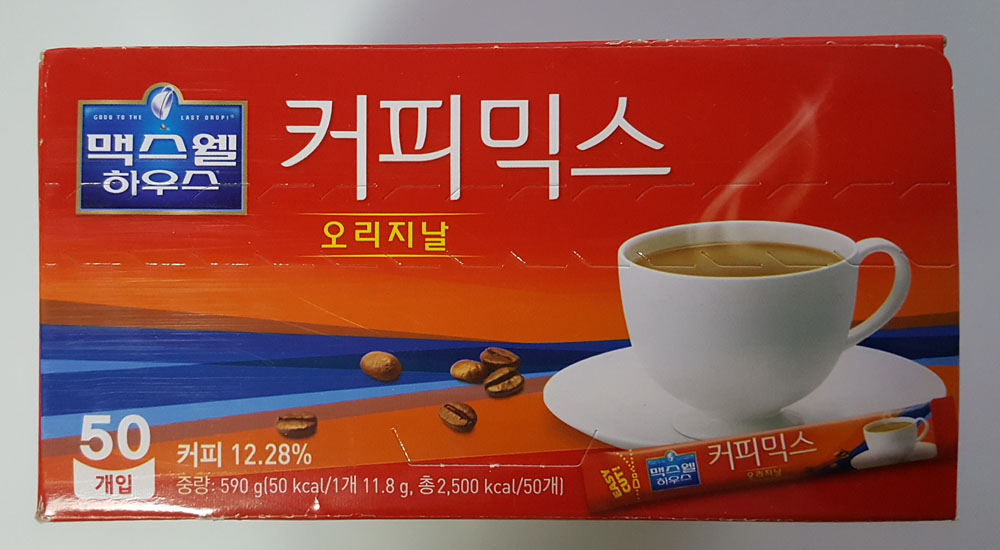 GOOD TO THE LAST DROP!®
맥스웰
하우스
커피믹스
오리지날
50
개입
커피 12.28%
중량: 590 g(50 kcal/1개 11.8 g, 총2,500 kcal/50개)
EASY
CUT!
맥스웰
하우스
커피믹스
오리지날